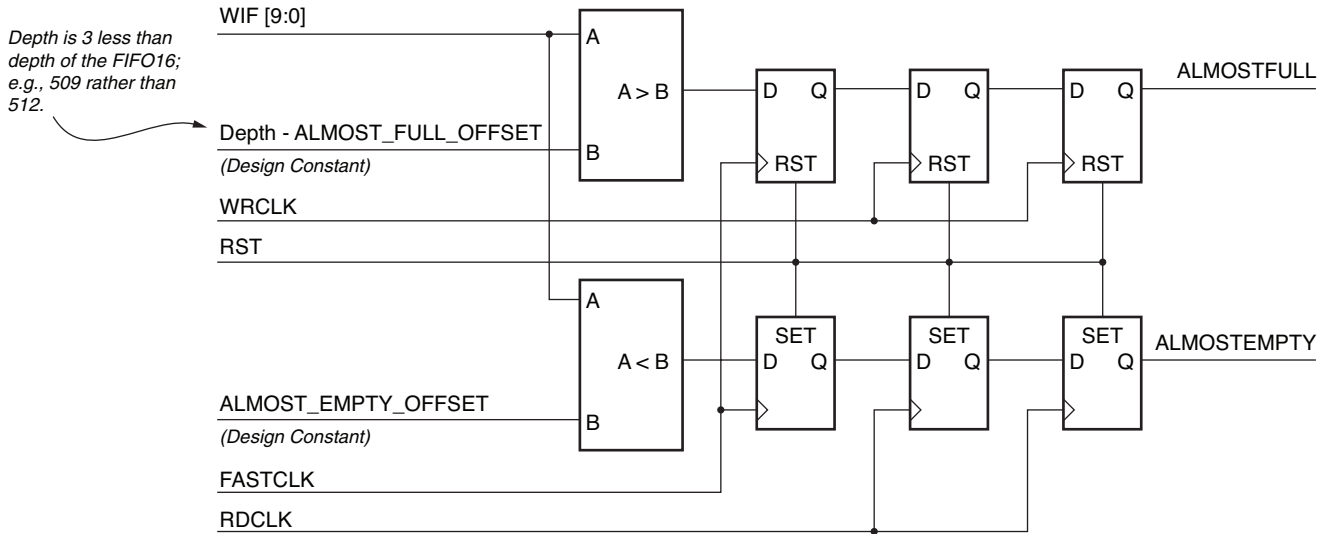 WIF [9:0]
Depth is 3 less than
depth of the FIFO16;
e.g., 509 rather than
512.
A
A > B
B
Depth - ALMOST_FULL_OFFSET
(Design Constant)
D Q
RST
D Q
RST
D Q
RST
ALMOSTFULL
WRCLK
RST
A
A < B
B
SET
D Q
SET
D Q
SET
D Q
ALMOSTEMPTY
ALMOST_EMPTY_OFFSET
(Design Constant)
FASTCLK
RDCLK